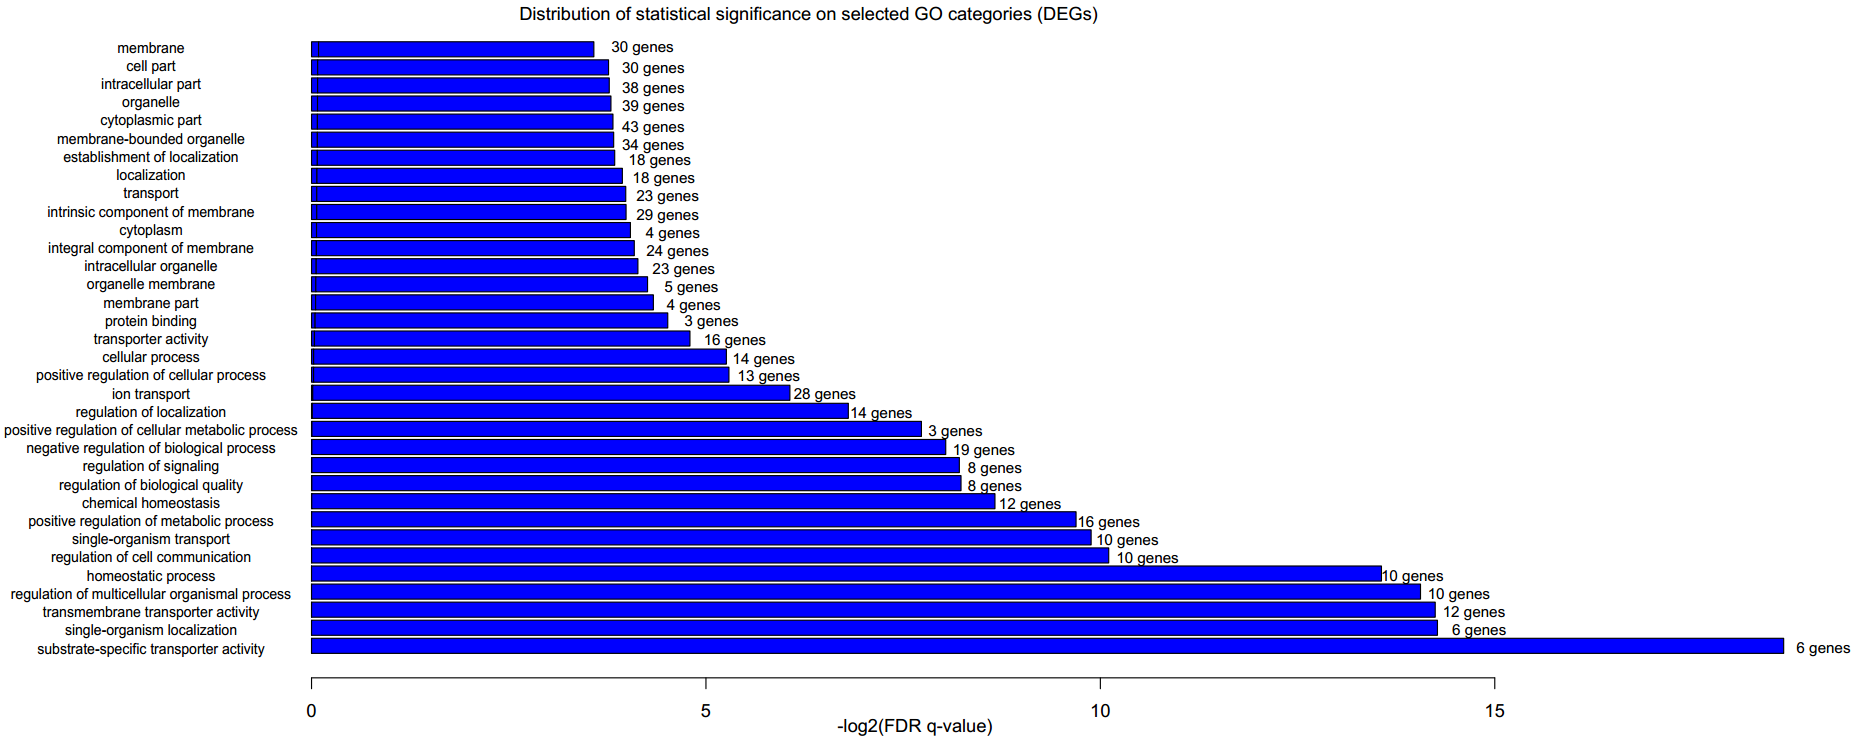 Distribution of statistical significance on selected GO categories (DEGs)
membrane 30 genes
cell part 30 genes
intracellular part 38 genes
organelle 39 genes
cytoplasmic part 43 genes
membrane-bounded organelle 34 genes
establishment of localization 18 genes
localization 18 genes
transport 23 genes
intrinsic component of membrane 29 genes
cytoplasm 4 genes
integral component of membrane 24 genes
intracellular organelle 23 genes
organelle membrane 5 genes
membrane part 4 genes
protein binding 3 genes
transporter activity 16 genes
cellular process 14 genes
positive regulation of cellular process 13 genes
ion transport 28 genes
regulation of localization 14 genes
positive regulation of cellular metabolic process 3 genes
negative regulation of biological process 19 genes
regulation of signaling 8 genes
regulation of biological quality 8 genes
chemical homeostasis 12 genes
positive regulation of metabolic process 16 genes
single-organism transport 10 genes
regulation of cell communication 10 genes
homeostatic process 10 genes
regulation of multicellular organismal process 10 genes
transmembrane transporter activity 12 genes
single-organism localization 6 genes
substrate-specific transporter activity 6 genes
0 5 10 15
-log2(FDR q-value)